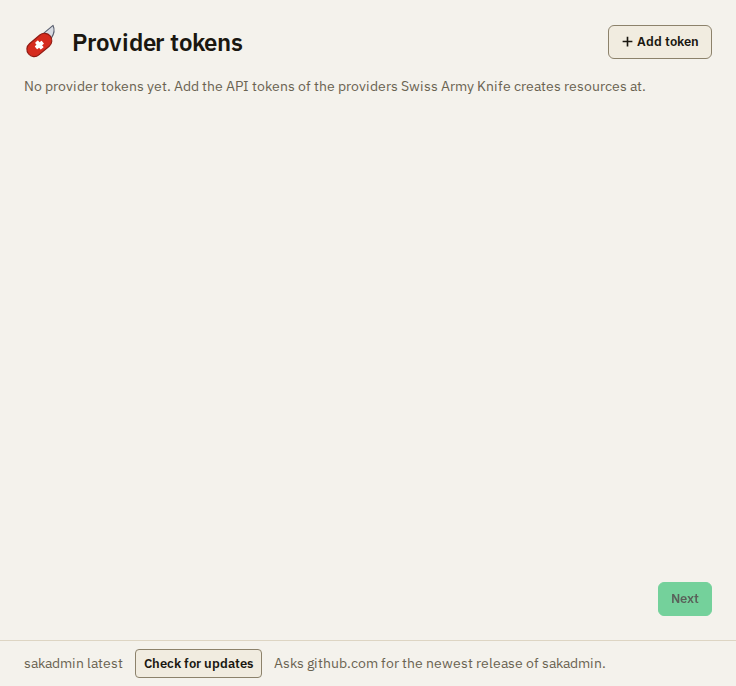 Provider tokens
+ Add token
No provider tokens yet. Add the API tokens of the providers Swiss Army Knife creates resources at.
Next
sakadmin latest Check for updates Asks github.com for the newest release of sakadmin.